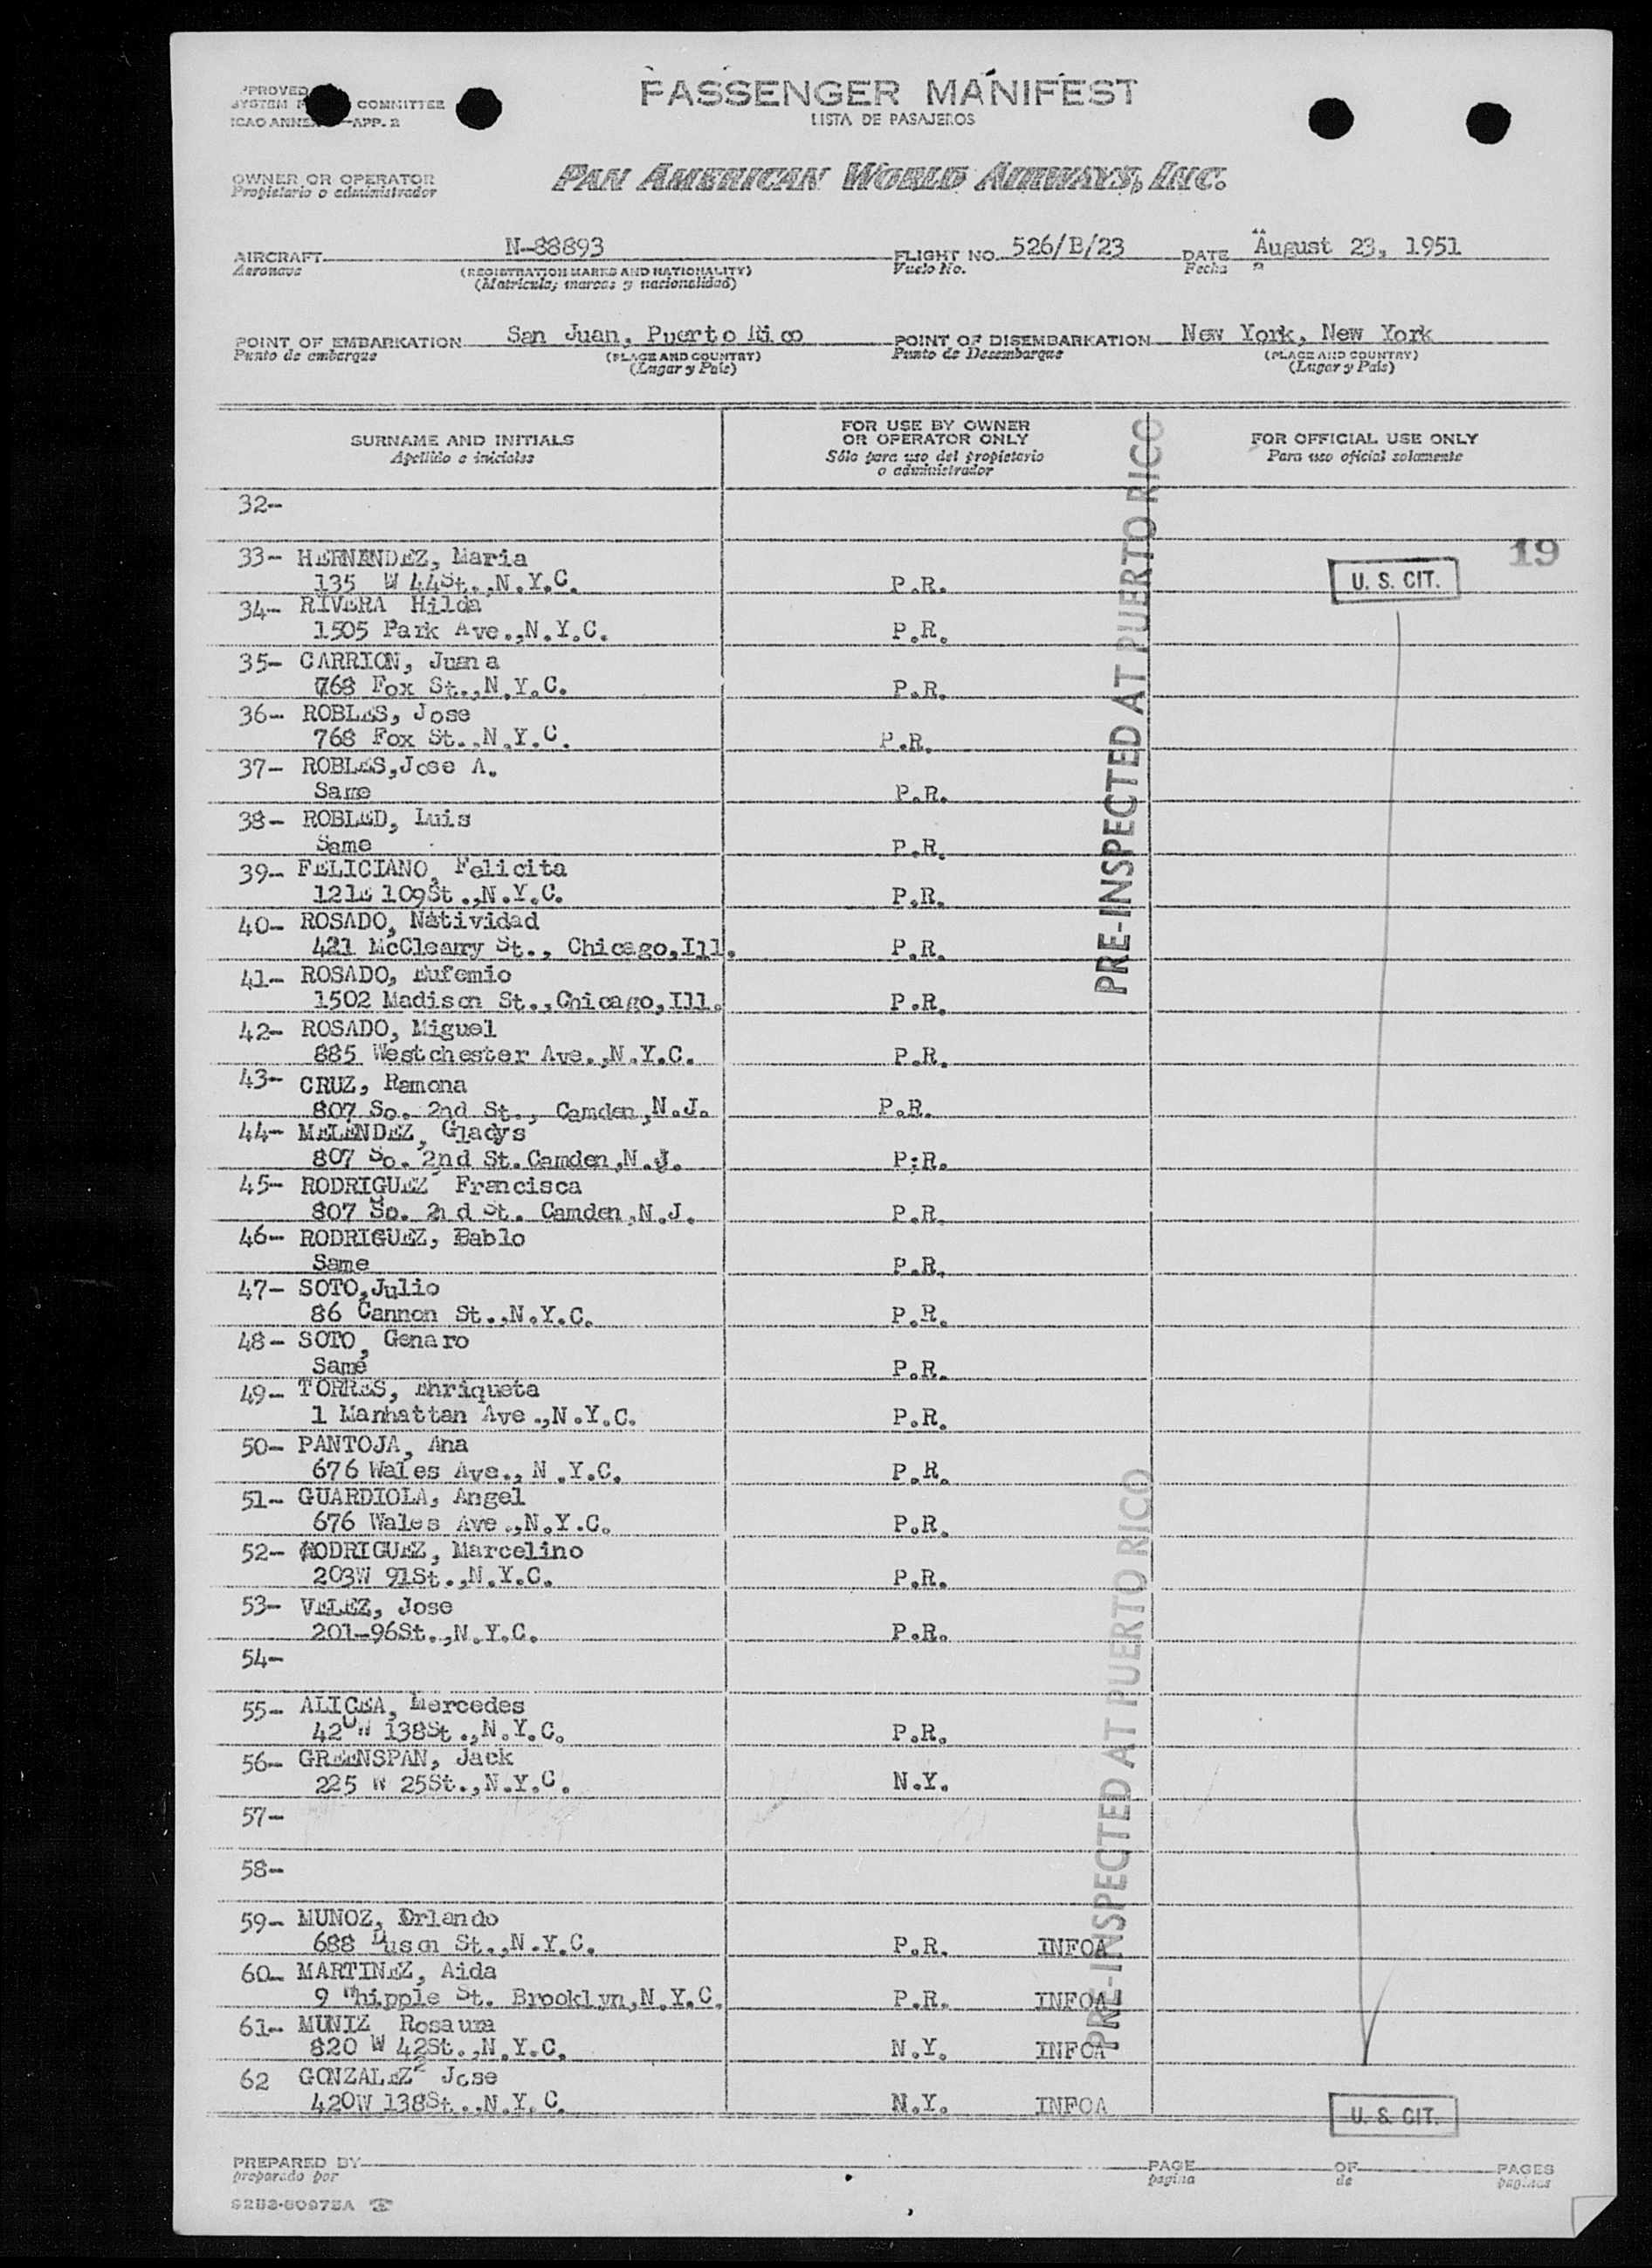 PASSENGER MANIFEST
LISTA DE PASAJEROS
COMMITTEE
ICAO APP. 2
OWNER OR OPERATOR
Propietario o administrador
PAN AMERICAN WORLD AIRWAYS, INC.
AIRCRAFT N-88893 FLIGHT NO. 526/B/23 DATE August 23, 1951
Aeronave (REGISTRATION MARKS AND NATIONALITY) Vuelo No. Fecha
(Matricula; marcas y nacionalidad)
POINT OF EMBARKATION San Juan, Puerto Rico POINT OF DISEMBARKATION New York, New York
Punto de embarque (PLACE AND COUNTRY) Punto de Desembarque (PLACE AND COUNTRY)
(Lugar y País) (Lugar y País)
SURNAME AND INITIALS
Apellido e iniciales
FOR USE BY OWNER
OR OPERATOR ONLY
Sólo para uso del propietario
o administrador
FOR OFFICIAL USE ONLY
Para uso oficial solamente
PRE-INSPECTED AT PUERTO RICO
32-
19
33- HERNANDEZ, Maria
135 W 44St.,N.Y.C. P.R. U. S. CIT.
34- RIVERA Hilda
1505 Park Ave.,N.Y.C. P.R.
35- CARRION, Juana
768 Fox St.,N.Y.C. P.R.
36- ROBLES, Jose
768 Fox St.,N.Y.C. P.R.
37- ROBLES,Jose A.
Same P.R.
38- ROBLED, Luis
Same P.R.
39- FELICIANO, Felicita
121E 109St.,N.Y.C. P.R.
40- ROSADO, Natividad
421 McCleary St., Chicago,Ill. P.R.
41- ROSADO, Eufemio
1502 Madison St.,Chicago,Ill. P.R.
42- ROSADO, Miguel
885 Westchester Ave.,N.Y.C. P.R.
43- CRUZ, Ramona
807 So. 2nd St., Camden,N.J. P.R.
44- MELENDEZ, Gladys
807 So. 2nd St. Camden,N.J. P:R.
45- RODRIGUEZ Francisca
807 So. 2nd St. Camden,N.J. P.R.
46- RODRIGUEZ, Pablo
Same P.R.
47- SOTO,Julio
86 Cannon St.,N.Y.C. P.R.
48- SOTO, Genaro
Same P.R.
49- TORRES, Enriqueta
1 Manhattan Ave.,N.Y.C. P.R.
50- PANTOJA, Ana
676 Wales Ave., N.Y.C. P.R.
51- GUARDIOLA, Angel
676 Wales Ave.,N.Y.C. P.R.
52- RODRIGUEZ, Marcelino
203W 91St.,N.Y.C. P.R.
53- VELEZ, Jose
201-96St.,N.Y.C. P.R.
54-
55- ALICEA, Mercedes
420W 138St.,N.Y.C. P.R.
56- GREENSPAN, Jack
225 W 25St.,N.Y.C. N.Y.
57-
58-
PRE-INSPECTED AT PUERTO RICO
59- MUNOZ, Orlando
688 St.,N.Y.C. P.R. INFOA
60- MARTINEZ, Aida
9 Whipple St. Brooklyn,N.Y.C. P.R. INFOA
61- MUNIZ Rosaura
820 W 42St.,N.Y.C. N.Y. INFOA
62 GONZALEZ Jose
420W 138St.,N.Y.C. N.Y. INFOA
U. S. CIT.
PREPARED BY PAGE OF PAGES
preparado por página de páginas